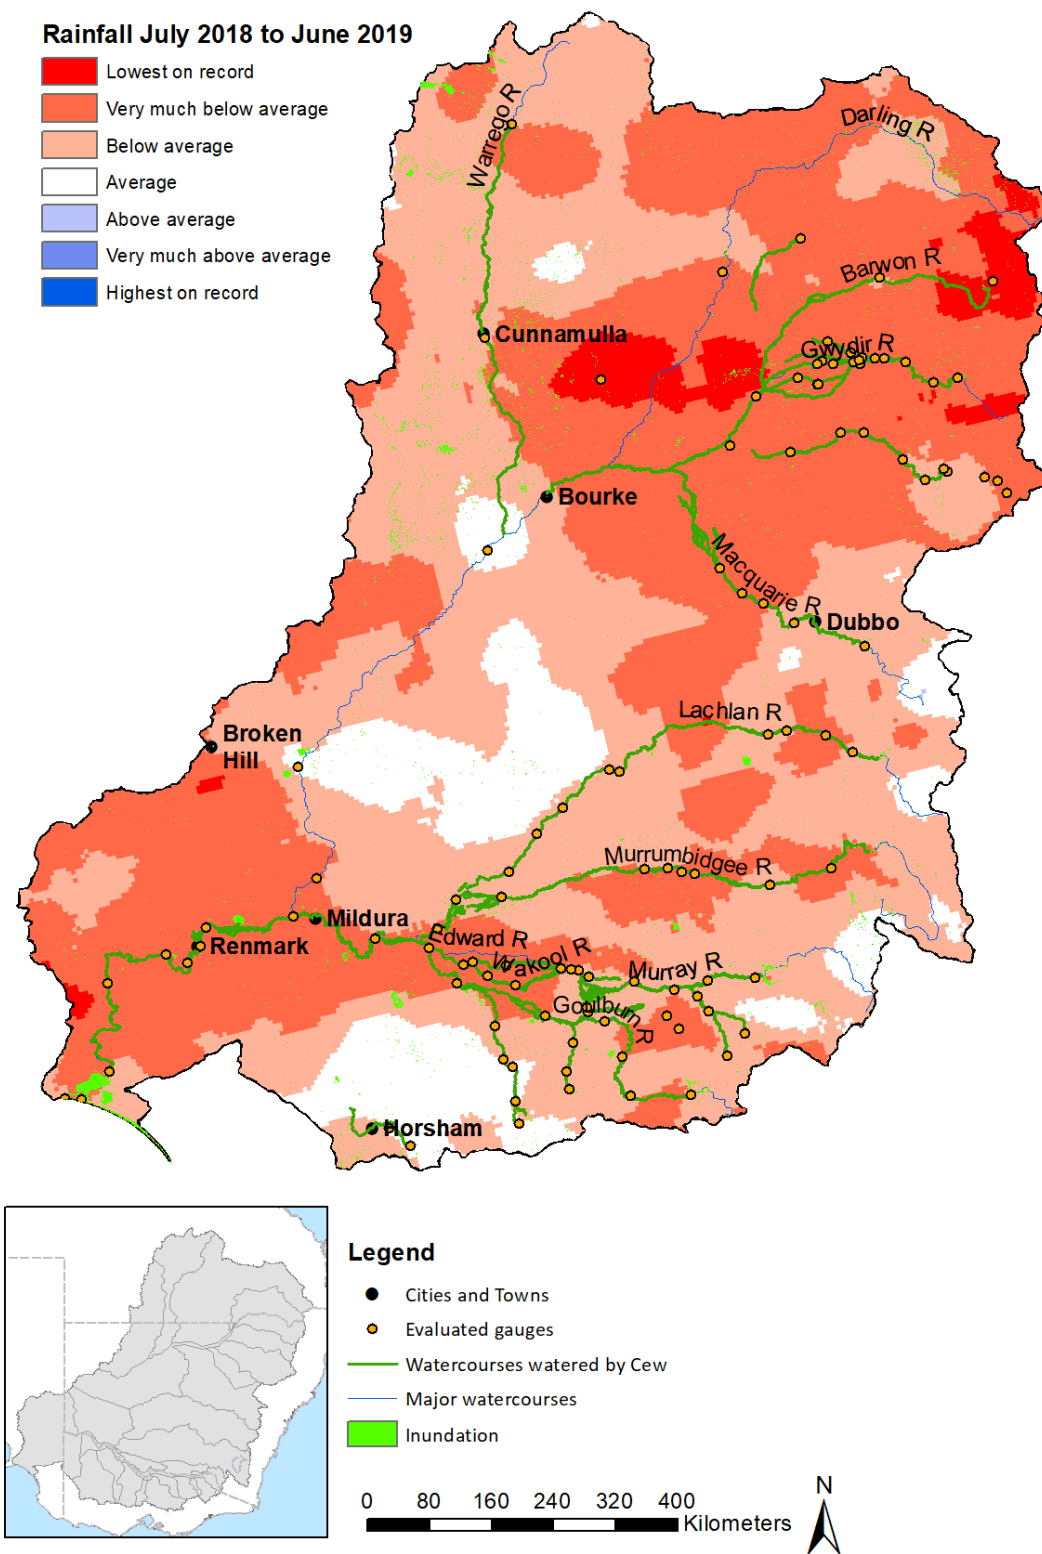 Rainfall July 2018 to June 2019
Lowest on record
Very much below average
Below average
Average
Above average
Very much above average
Highest on record
Warrego R
Darling R
Barwon R
Cunnamulla
Gwydir R
Bourke
Macquarie R
Dubbo
Lachlan R
Broken
Hill
Murrumbidgee R
Mildura
Renmark
Edward R
Wakool R
Murray R
Goulburn R
Horsham
Legend
Cities and Towns
Evaluated gauges
Watercourses watered by Cew
Major watercourses
Inundation
0 80 160 240 320 400
Kilometers
N